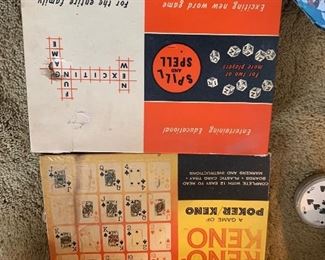 Exciting new word game
For the entire family
SPILL
AND
SPELL
For two or
more players
NEW
EXCITING
FUN
GAME
Entertaining Educational
KENO
KENO
A GAME OF
POKER/KENO
COMPLETE WITH 12 EASY TO READ
BOARDS • PLASTIC CARD TRAY •
MARKERS AND INSTRUCTIONS